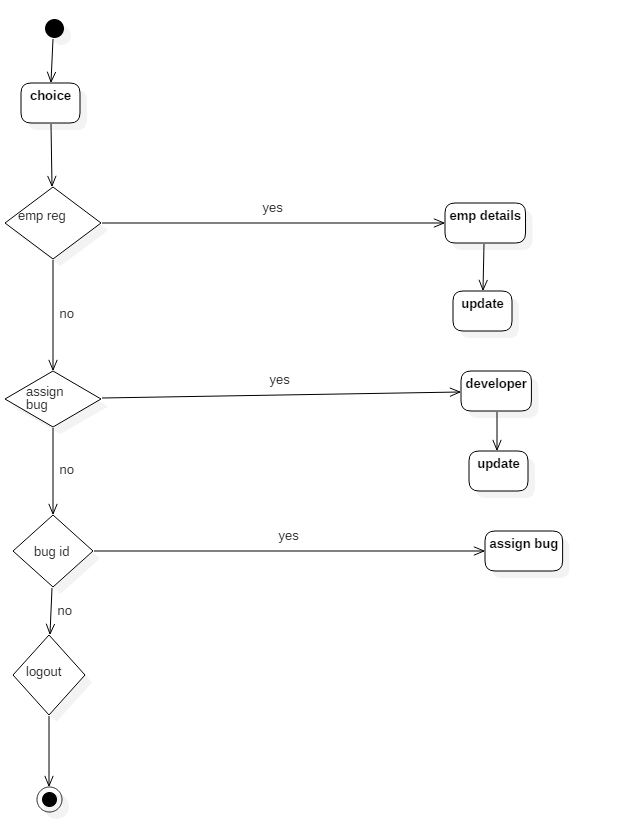 choice
emp reg
yes
emp details
update
no
assign
bug
yes
developer
update
no
bug id
yes
assign bug
no
logout